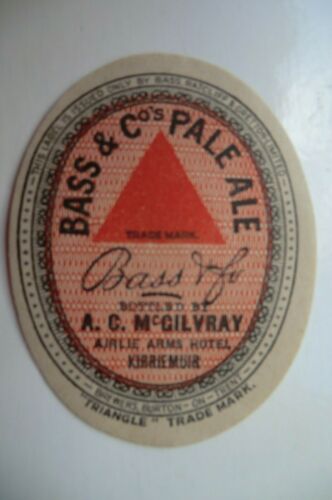 THIS LABEL IS ISSUED ONLY BY BASS RATCLIFF & GRETTON LIMITED
BASS & COS PALE ALE
TRADE MARK.
Bass & Co
BOTTLED BY
A. C. McGILVRAY
AIRLIE ARMS HOTEL
KIRRIEMUIR
BREWERS, BURTON-ON-TRENT
"TRIANGLE" TRADE MARK.